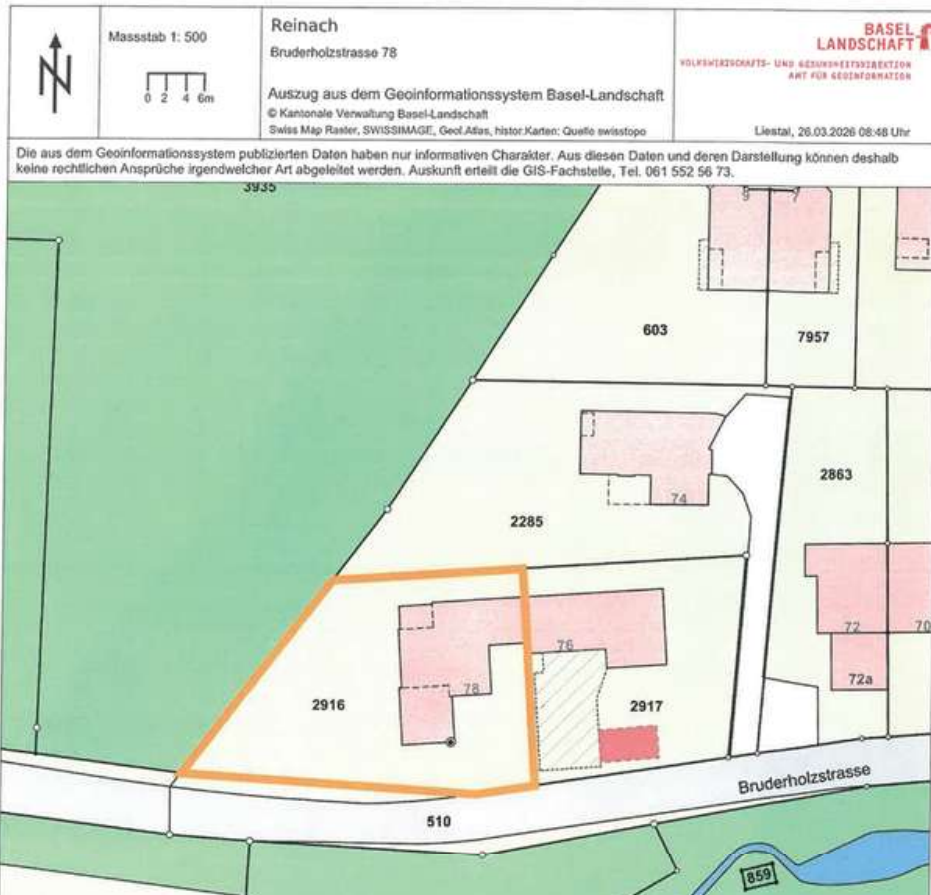 Massstab 1: 500
0 2 4 6m
Reinach
Bruderholzstrasse 78
Auszug aus dem Geoinformationssystem Basel-Landschaft
© Kantonale Verwaltung Basel-Landschaft
Swiss Map Raster, SWISSIMAGE, Geol.Atlas, histor.Karten: Quelle swisstopo
BASEL
LANDSCHAFT
VOLKSWIRTSCHAFTS- UND GESUNDHEITSDIREKTION
AMT FÜR GEOINFORMATION
Liestal, 26.03.2026 08:48 Uhr
Die aus dem Geoinformationssystem publizierten Daten haben nur informativen Charakter. Aus diesen Daten und deren Darstellung können deshalb
keine rechtlichen Ansprüche irgendwelcher Art abgeleitet werden. Auskunft erteilt die GIS-Fachstelle, Tel. 061 552 56 73.
3935
9
7
603
7957
74
2863
2285
72
70
76
72a
78
2916
2917
Bruderholzstrasse
510
859
N